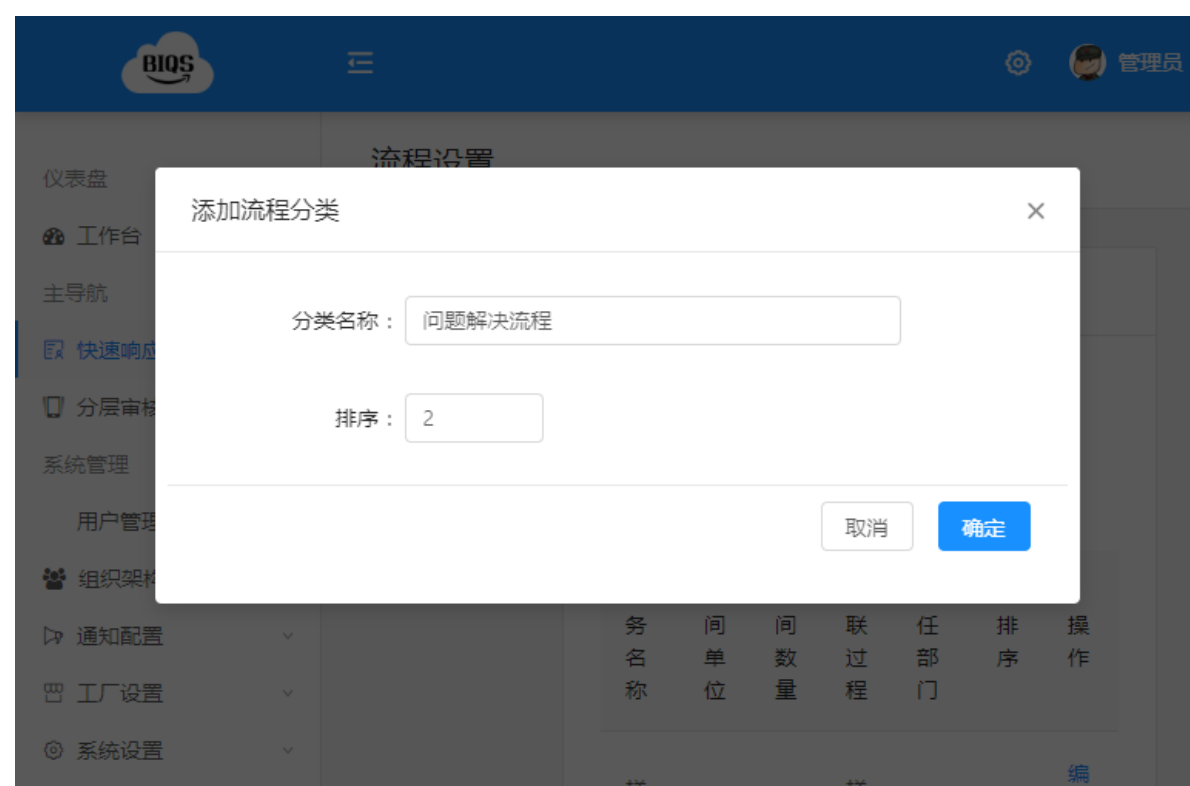 BIQS
管理员
流程设置
仪表盘
工作台
主导航
快速响应
分层审核
系统管理
用户管理
组织架构
通知配置
工厂设置
系统设置
添加流程分类
×
分类名称：
问题解决流程
排序：
2
取消
确定
务名称
间单位
间数量
联过程
任部门
排序
操作
编